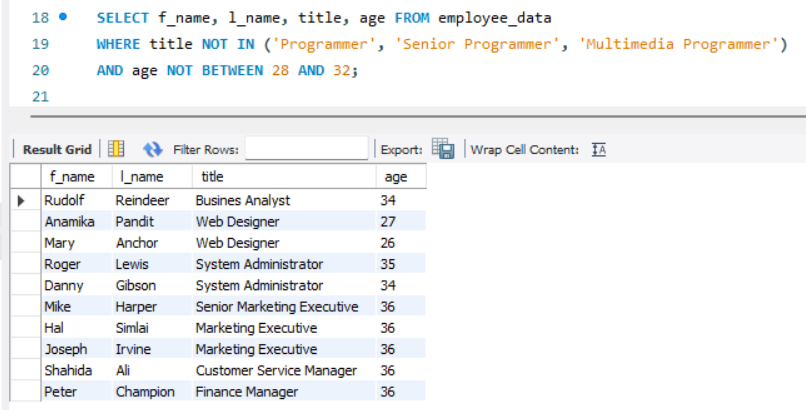 18 SELECT f_name, l_name, title, age FROM employee_data
19 WHERE title NOT IN ('Programmer', 'Senior Programmer', 'Multimedia Programmer')
20 AND age NOT BETWEEN 28 AND 32;
21
Result Grid Filter Rows: Export: Wrap Cell Content: IA
f_name l_name title age
Rudolf Reindeer Busines Analyst 34
Anamika Pandit Web Designer 27
Mary Anchor Web Designer 26
Roger Lewis System Administrator 35
Danny Gibson System Administrator 34
Mike Harper Senior Marketing Executive 36
Hal Simlai Marketing Executive 36
Joseph Irvine Marketing Executive 36
Shahida Ali Customer Service Manager 36
Peter Champion Finance Manager 36